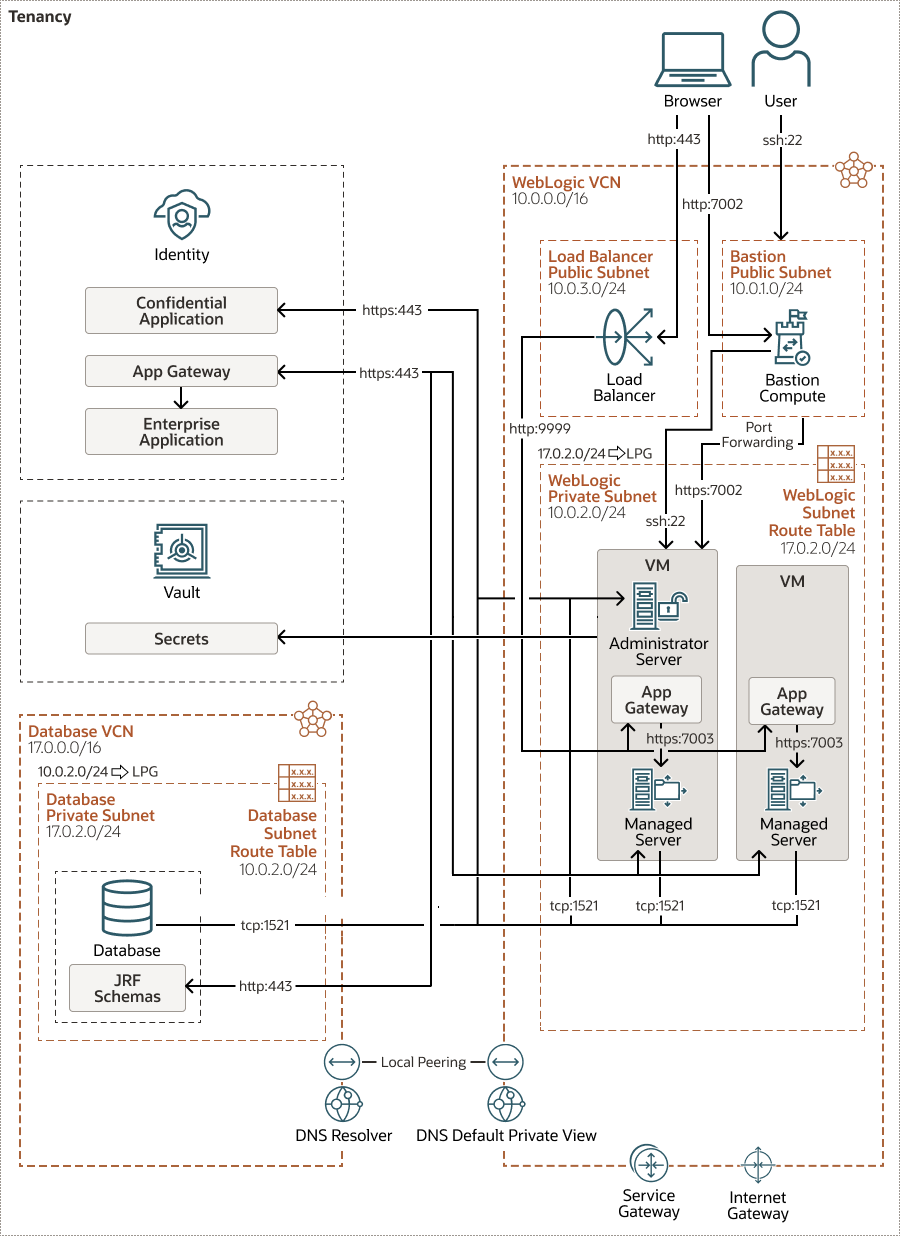 Tenancy
Browser
User
http:443
ssh:22
http:7002
WebLogic VCN
10.0.0.0/16
Load Balancer
Public Subnet
10.0.3.0/24
Load
Balancer
Bastion
Public Subnet
10.0.1.0/24
Bastion
Compute
Identity
Confidential
Application
https:443
App Gateway
https:443
Enterprise
Application
http:9999
Port
Forwarding
17.0.2.0/24
LPG
x.x.x.
x.x.x.
x.x.x.
WebLogic
Private Subnet
10.0.2.0/24
https:7002
ssh:22
WebLogic
Subnet
Route Table
17.0.2.0/24
Vault
Secrets
VM
Administrator
Server
App
Gateway
https:7003
Managed
Server
VM
App
Gateway
https:7003
Managed
Server
Database VCN
17.0.0.0/16
10.0.2.0/24
LPG
x.x.x.
x.x.x.
x.x.x.
Database
Private Subnet
17.0.2.0/24
Database
Subnet
Route Table
10.0.2.0/24
Database
JRF
Schemas
tcp:1521
http:443
tcp:1521
tcp:1521
tcp:1521
Local Peering
DNS Resolver
DNS Default Private View
Service
Gateway
Internet
Gateway